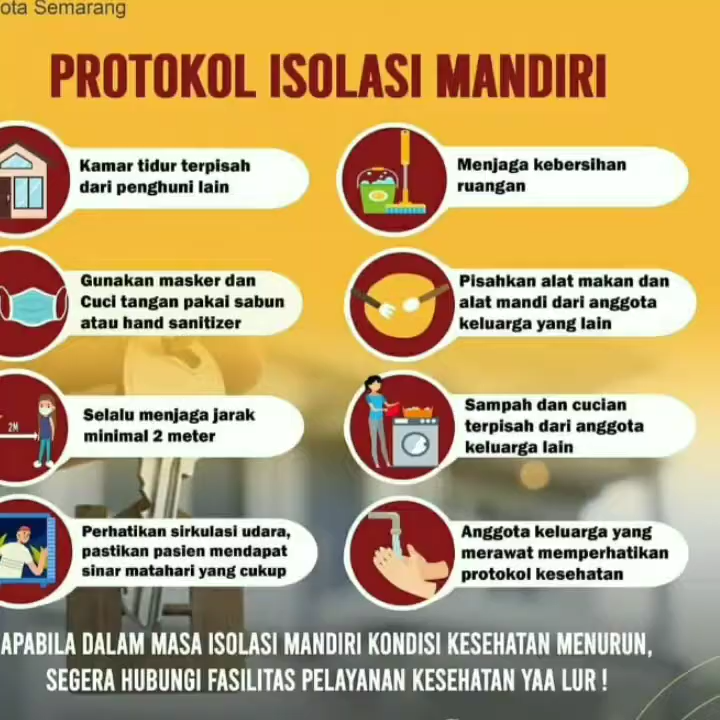 ota Semarang
PROTOKOL ISOLASI MANDIRI
Kamar tidur terpisah
dari penghuni lain
Menjaga kebersihan
ruangan
Gunakan masker dan
Cuci tangan pakai sabun
atau hand sanitizer
Pisahkan alat makan dan
alat mandi dari anggota
keluarga yang lain
2M
Selalu menjaga jarak
minimal 2 meter
Sampah dan cucian
terpisah dari anggota
keluarga lain
Perhatikan sirkulasi udara,
pastikan pasien mendapat
sinar matahari yang cukup
Anggota keluarga yang
merawat memperhatikan
protokol kesehatan
APABILA DALAM MASA ISOLASI MANDIRI KONDISI KESEHATAN MENURUN,
SEGERA HUBUNGI FASILITAS PELAYANAN KESEHATAN YAA LUR !